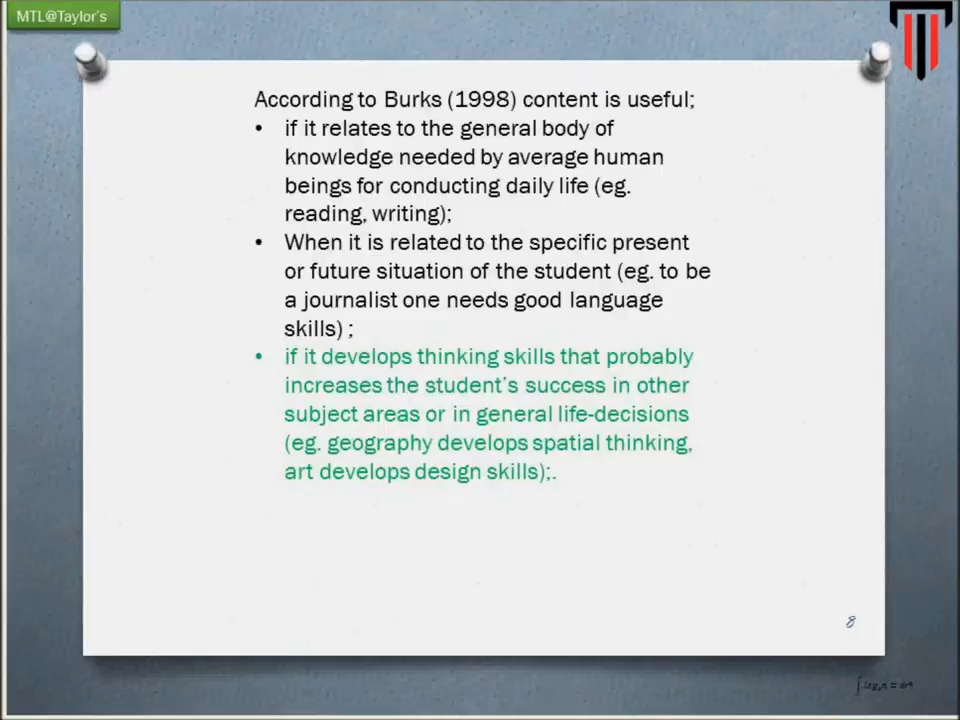 MTL@Taylor's
According to Burks (1998) content is useful;
• if it relates to the general body of
knowledge needed by average human
beings for conducting daily life (eg.
reading, writing);
• When it is related to the specific present
or future situation of the student (eg. to be
a journalist one needs good language
skills) ;
• if it develops thinking skills that probably
increases the student's success in other
subject areas or in general life-decisions
(eg. geography develops spatial thinking,
art develops design skills);.
8